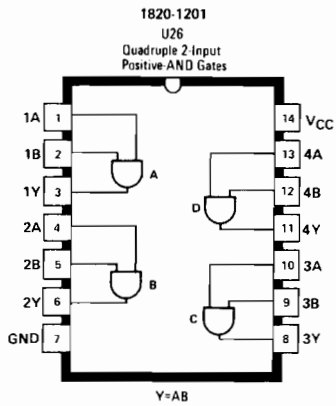 1820-1201
U26
Quadruple 2-Input
Positive-AND Gates
1A 1 14 VCC
1B 2 A 13 4A
1Y 3 12 4B
2A 4 D 11 4Y
2B 5 B 10 3A
2Y 6 C 9 3B
GND 7 8 3Y
Y=AB